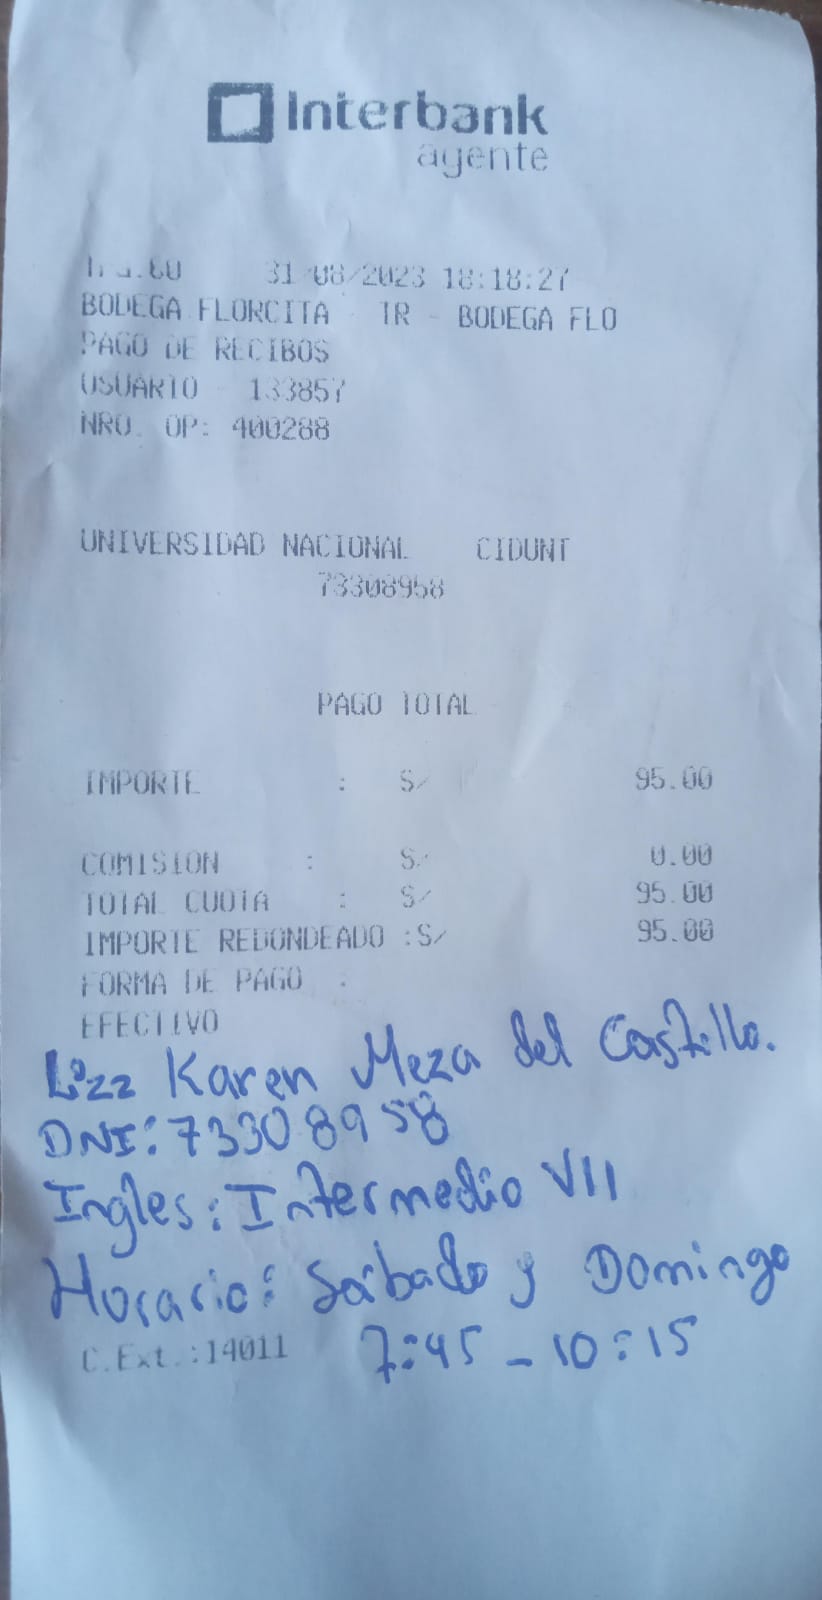 Interbank
agente
31/08/2023 18:18:27
BODEGA FLORCITA - TR - BODEGA FLO
PAGO DE RECIBOS
USUARIO - 133857
NRO. OP: 400288
UNIVERSIDAD NACIONAL CIDUNT
73308958
PAGO TOTAL
IMPORTE : S/ 95.00
COMISION : S/ 0.00
TOTAL CUOTA : S/ 95.00
IMPORTE REDONDEADO :S/ 95.00
FORMA DE PAGO :
EFECTIVO
Lizz Karen Meza del Castillo.
DNI: 73308958
Ingles: Intermedio VII
Horario: Sábado y Domingo
7:45 - 10:15
C.Ext.:14011